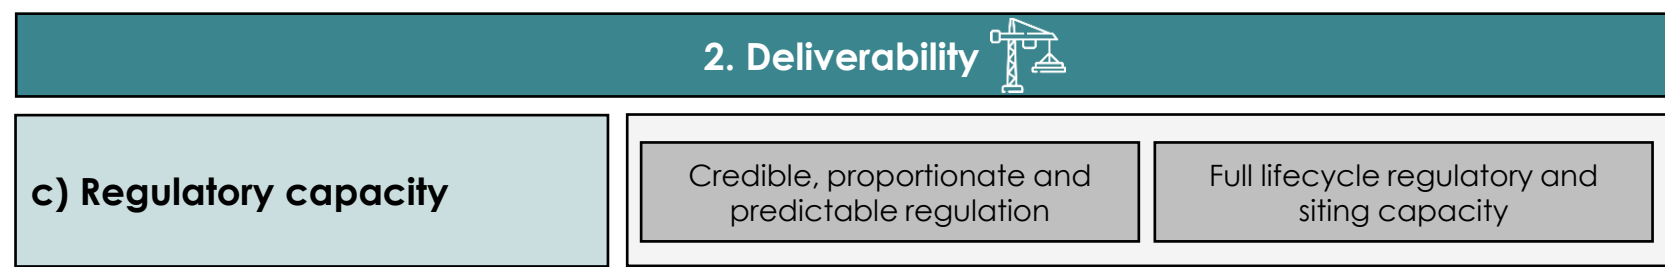 2. Deliverability
c) Regulatory capacity
Credible, proportionate and
predictable regulation
Full lifecycle regulatory and
siting capacity